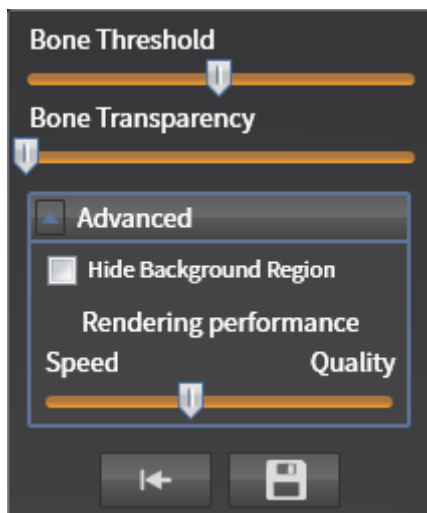 Bone Threshold
Bone Transparency
Advanced
Hide Background Region
Rendering performance
Speed Quality